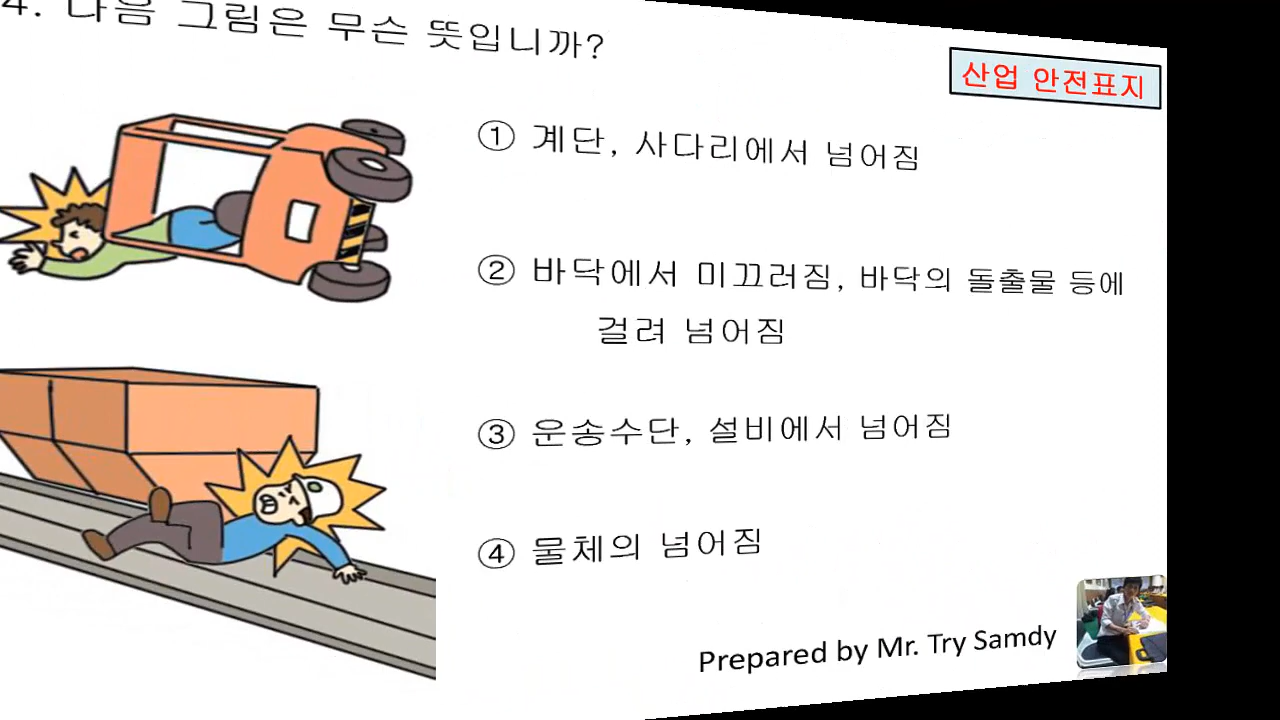 4. 다음 그림은 무슨 뜻입니까?
산업 안전표지
① 계단, 사다리에서 넘어짐
② 바닥에서 미끄러짐, 바닥의 돌출물 등에
걸려 넘어짐
③ 운송수단, 설비에서 넘어짐
④ 물체의 넘어짐
Prepared by Mr. Try Samdy